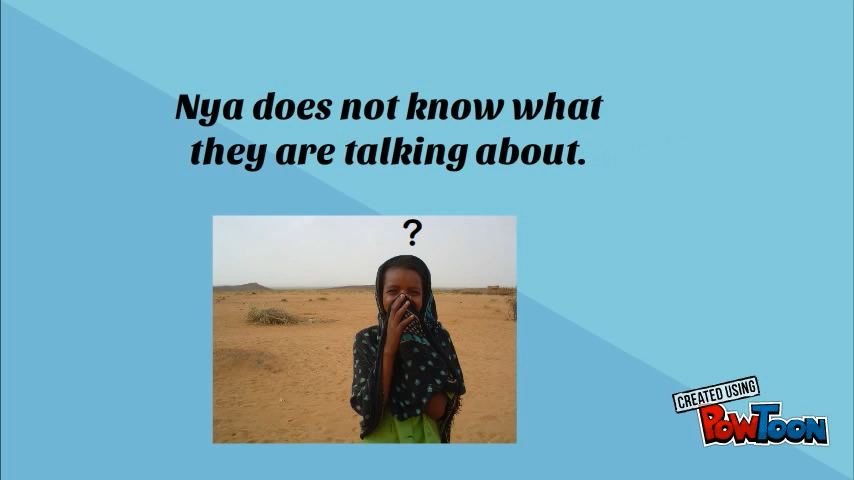 Nya does not know what
they are talking about.
?
CREATED USING
POWTOON